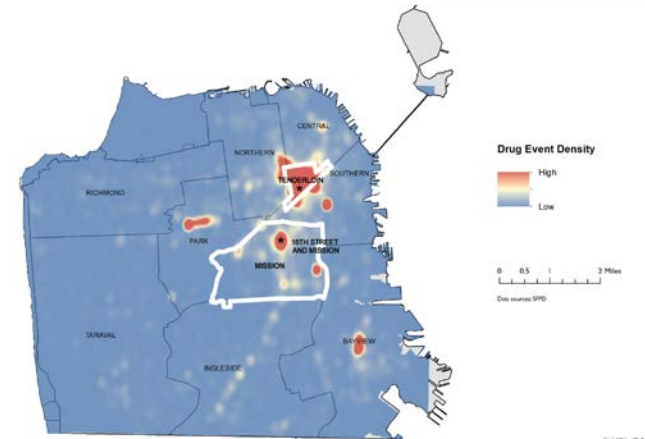 CENTRAL
NORTHERN
TENDERLOIN
SOUTHERN
RICHMOND
PARK
16TH STREET
AND MISSION
MISSION
TARAVAL
INGLESIDE
BAYVIEW
Drug Event Density
High
Low
0 0.5 1 2 Miles
Data sources: SFPD